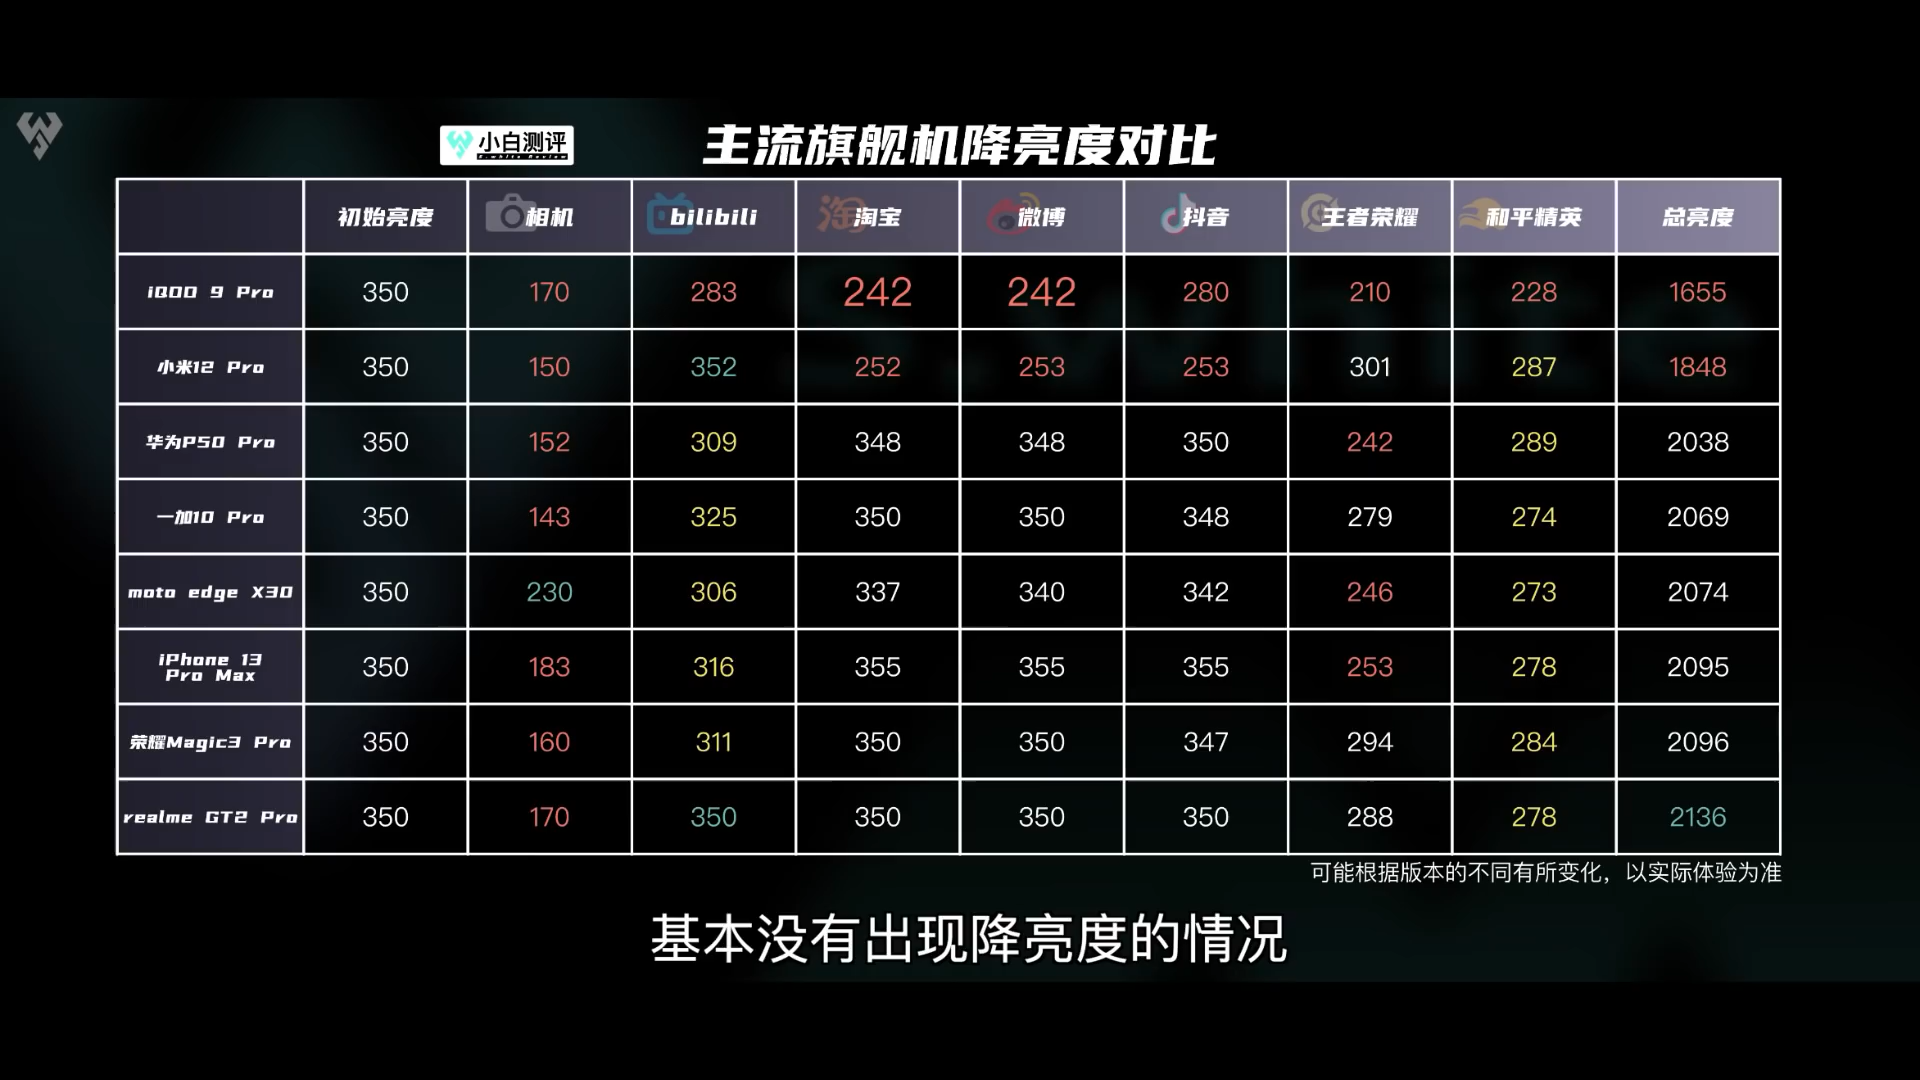 小白测评
S.white Review
主流旗舰机降亮度对比
初始亮度 相机 bilibili 淘宝 微博 抖音 王者荣耀 和平精英 总亮度
iQOO 9 Pro 350 170 283 242 242 280 210 228 1655
小米12 Pro 350 150 352 252 253 253 301 287 1848
华为P50 Pro 350 152 309 348 348 350 242 289 2038
一加10 Pro 350 143 325 350 350 348 279 274 2069
moto edge X30 350 230 306 337 340 342 246 273 2074
iPhone 13 Pro Max 350 183 316 355 355 355 253 278 2095
荣耀Magic3 Pro 350 160 311 350 350 347 294 284 2096
realme GT2 Pro 350 170 350 350 350 350 288 278 2136
可能根据版本的不同有所变化，以实际体验为准
基本没有出现降亮度的情况